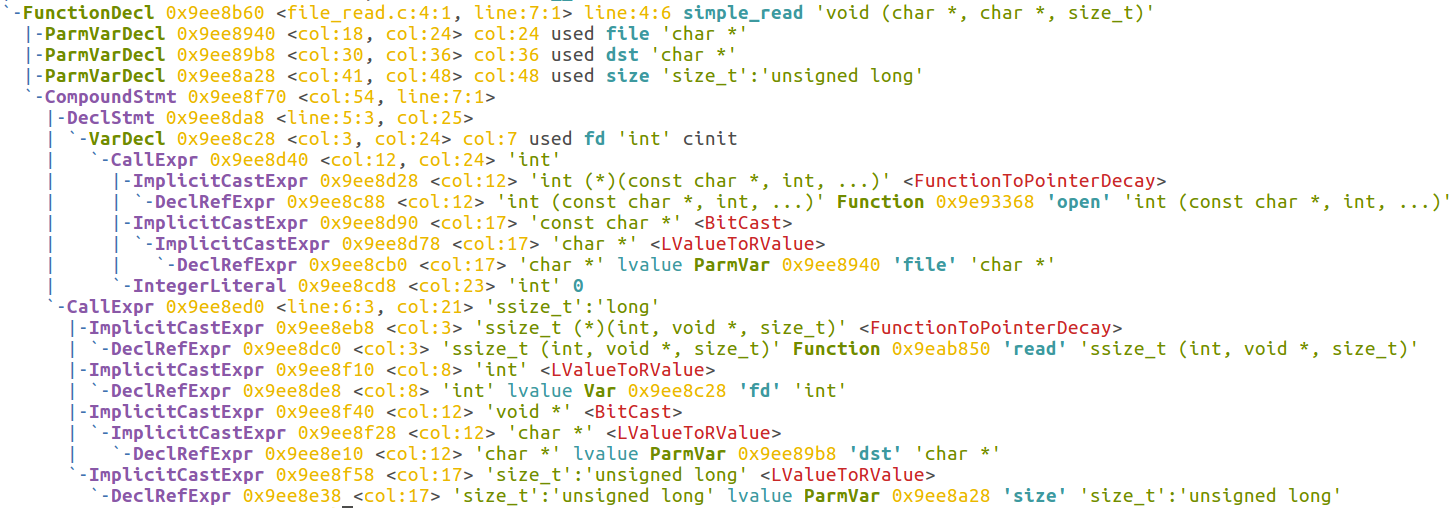 `-FunctionDecl 0x9ee8b60 <file_read.c:4:1, line:7:1> line:4:6 simple_read 'void (char *, char *, size_t)'
  |-ParmVarDecl 0x9ee8940 <col:18, col:24> col:24 used file 'char *'
  |-ParmVarDecl 0x9ee89b8 <col:30, col:36> col:36 used dst 'char *'
  |-ParmVarDecl 0x9ee8a28 <col:41, col:48> col:48 used size 'size_t':'unsigned long'
  `-CompoundStmt 0x9ee8f70 <col:54, line:7:1>
    |-DeclStmt 0x9ee8da8 <line:5:3, col:25>
    | `-VarDecl 0x9ee8c28 <col:3, col:24> col:7 used fd 'int' cinit
    |   `-CallExpr 0x9ee8d40 <col:12, col:24> 'int'
    |     |-ImplicitCastExpr 0x9ee8d28 <col:12> 'int (*)(const char *, int, ...)' <FunctionToPointerDecay>
    |     | `-DeclRefExpr 0x9ee8c88 <col:12> 'int (const char *, int, ...)' Function 0x9e93368 'open' 'int (const char *, int, ...)'
    |     |-ImplicitCastExpr 0x9ee8d90 <col:17> 'const char *' <BitCast>
    |     | `-ImplicitCastExpr 0x9ee8d78 <col:17> 'char *' <LValueToRValue>
    |     |   `-DeclRefExpr 0x9ee8cb0 <col:17> 'char *' lvalue ParmVar 0x9ee8940 'file' 'char *'
    |     `-IntegerLiteral 0x9ee8cd8 <col:23> 'int' 0
    `-CallExpr 0x9ee8ed0 <line:6:3, col:21> 'ssize_t':'long'
      |-ImplicitCastExpr 0x9ee8eb8 <col:3> 'ssize_t (*)(int, void *, size_t)' <FunctionToPointerDecay>
      | `-DeclRefExpr 0x9ee8dc0 <col:3> 'ssize_t (int, void *, size_t)' Function 0x9eab850 'read' 'ssize_t (int, void *, size_t)'
      |-ImplicitCastExpr 0x9ee8f10 <col:8> 'int' <LValueToRValue>
      | `-DeclRefExpr 0x9ee8de8 <col:8> 'int' lvalue Var 0x9ee8c28 'fd' 'int'
      |-ImplicitCastExpr 0x9ee8f40 <col:12> 'void *' <BitCast>
      | `-ImplicitCastExpr 0x9ee8f28 <col:12> 'char *' <LValueToRValue>
      |   `-DeclRefExpr 0x9ee8e10 <col:12> 'char *' lvalue ParmVar 0x9ee89b8 'dst' 'char *'
      `-ImplicitCastExpr 0x9ee8f58 <col:17> 'size_t':'unsigned long' <LValueToRValue>
        `-DeclRefExpr 0x9ee8e38 <col:17> 'size_t':'unsigned long' lvalue ParmVar 0x9ee8a28 'size' 'size_t':'unsigned long'